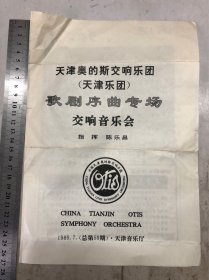 天津奥的斯交响乐团
(天津乐团)
歌剧序曲专场
交响音乐会
指挥 陈乐昌
OTIS
CHINA TIANJIN OTIS
SYMPHONY ORCHESTRA
1989.7.(总第59期)·天津音乐厅